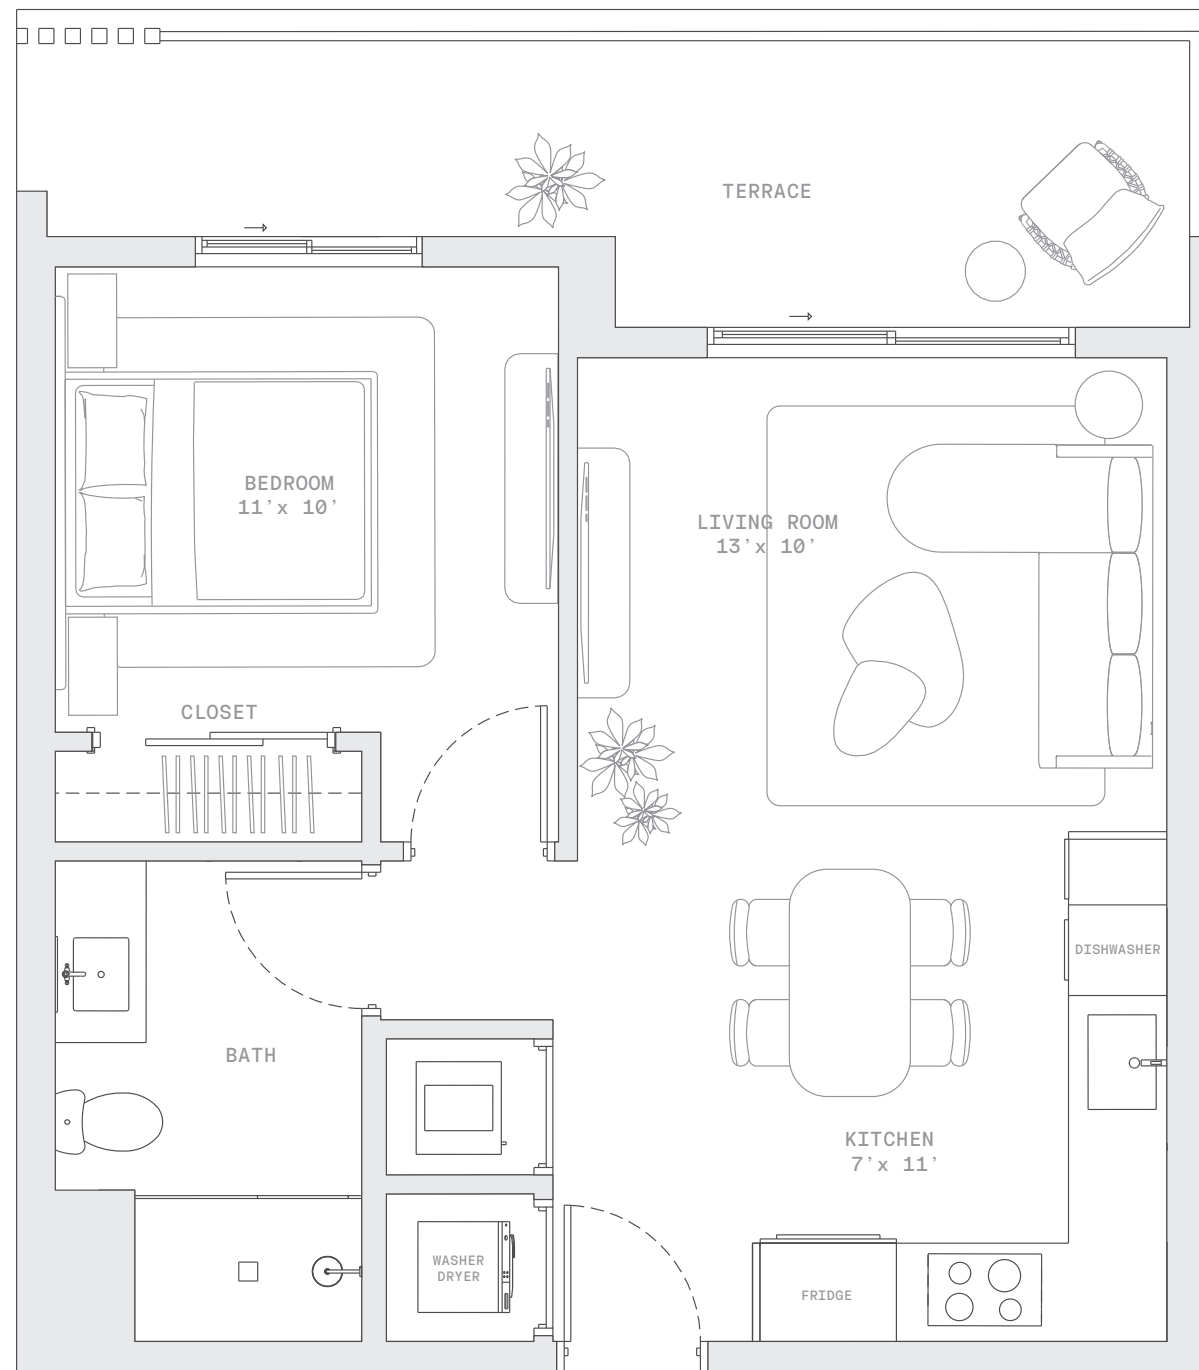 TERRACE
BEDROOM
11'x 10'
LIVING ROOM
13'x 10'
CLOSET
DISHWASHER
BATH
KITCHEN
7'x 11'
WASHER
DRYER
FRIDGE